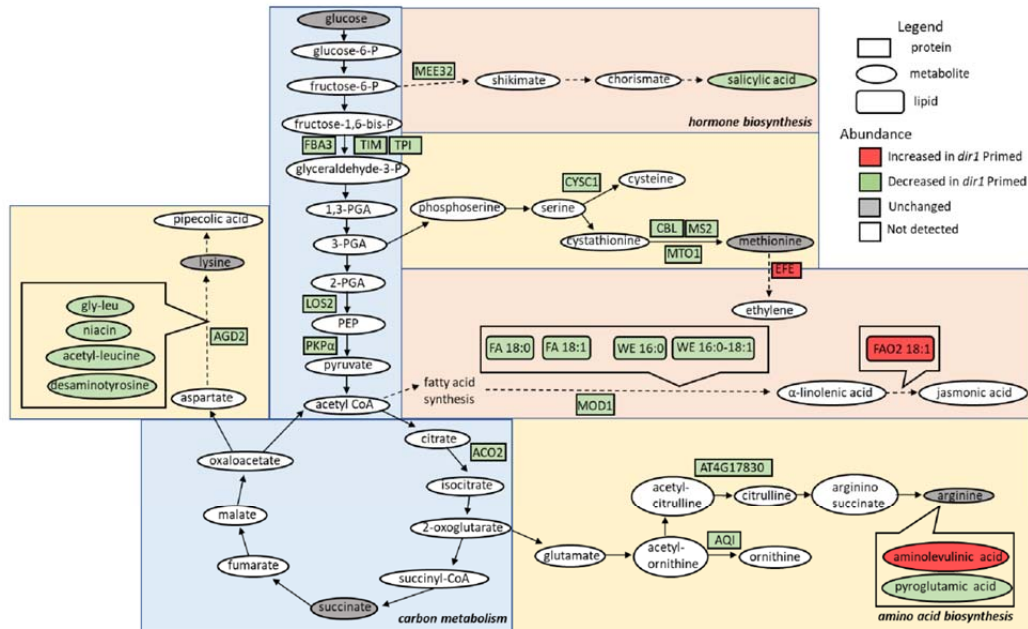 glucose
Legend
protein
metabolite
lipid
Abundance
Increased in dir1 Primed
Decreased in dir1 Primed
Unchanged
Not detected
glucose-6-P
MEE32
fructose-6-P
shikimate
chorismate
salicylic acid
hormone biosynthesis
fructose-1,6-bis-P
FBA3
TIM
TPI
glyceraldehyde-3-P
1,3-PGA
3-PGA
2-PGA
LOS2
PEP
PKPα
pyruvate
acetyl CoA
phosphoserine
serine
CYSC1
cysteine
cystathionine
CBL
MS2
MTO1
methionine
EFE
ethylene
pipecolic acid
lysine
gly-leu
niacin
acetyl-leucine
desaminotyrosine
AGD2
aspartate
FA 18:0
FA 18:1
WE 16:0
WE 16:0-18:1
FAO2 18:1
fatty acid
synthesis
MOD1
α-linolenic acid
jasmonic acid
citrate
ACO2
isocitrate
2-oxoglutarate
succinyl-CoA
succinate
fumarate
malate
oxaloacetate
carbon metabolism
glutamate
acetyl-
ornithine
AQI
ornithine
acetyl-
citrulline
AT4G17830
citrulline
arginino
succinate
arginine
aminolevulinic acid
pyroglutamic acid
amino acid biosynthesis